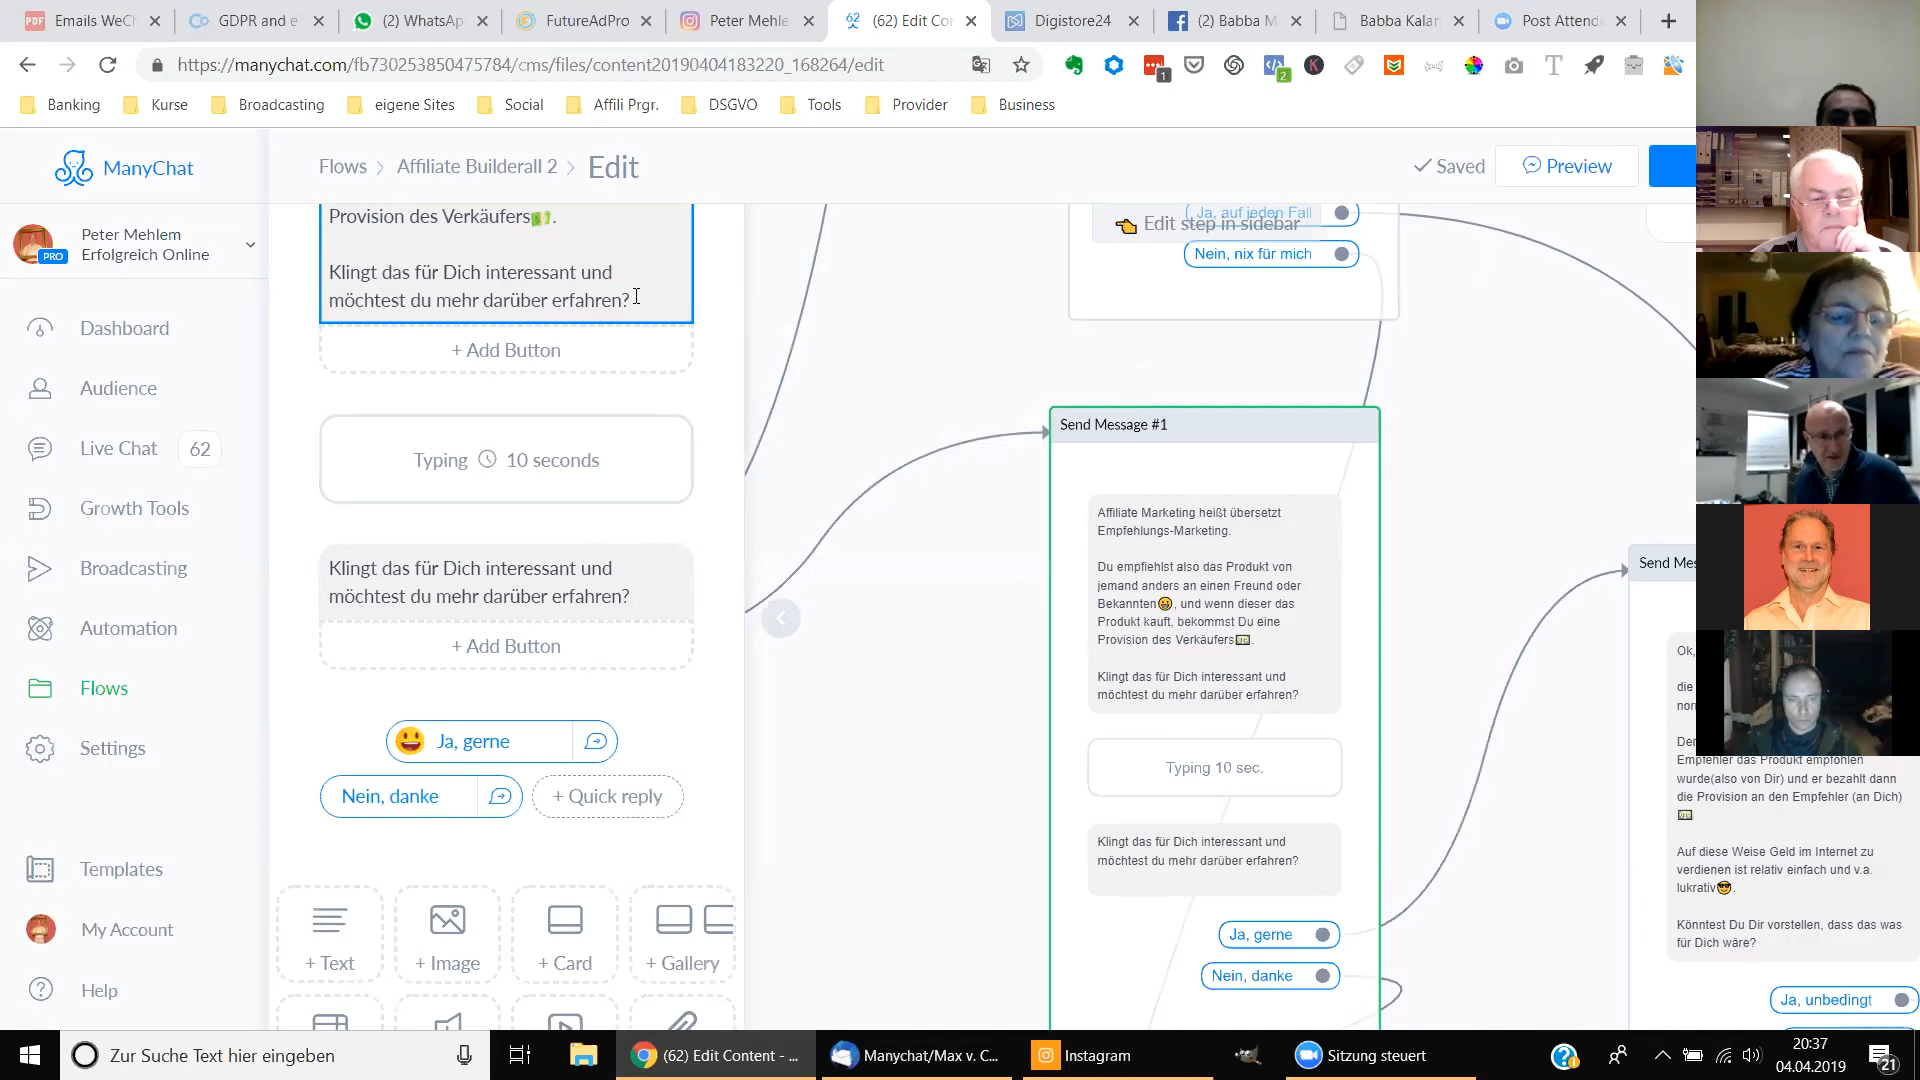 Emails WeCh
GDPR and e
(2) WhatsAp
FutureAdPro
Peter Mehle
(62) Edit Cor
Digistore24
(2) Babba M
Babba Kalar
Post Attende
https://manychat.com/fb730253850475784/cms/files/content20190404183220_168264/edit
Banking
Kurse
Broadcasting
eigene Sites
Social
Affili Prgr.
DSGVO
Tools
Provider
Business
ManyChat
Flows > Affiliate Builderall 2 > Edit
Saved
Preview
Peter Mehlem
Erfolgreich Online
PRO
Dashboard
Audience
Live Chat 62
Growth Tools
Broadcasting
Automation
Flows
Settings
Templates
My Account
Help
Provision des Verkäufers.
Klingt das für Dich interessant und
möchtest du mehr darüber erfahren?
+ Add Button
Typing 10 seconds
Klingt das für Dich interessant und
möchtest du mehr darüber erfahren?
+ Add Button
Ja, gerne
Nein, danke
+ Quick reply
+ Text
+ Image
+ Card
+ Gallery
Ja, auf jeden Fall
Edit step in sidebar
Nein, nix für mich
Send Message #1
Affiliate Marketing heißt übersetzt
Empfehlungs-Marketing.
Du empfiehlst also das Produkt von
jemand anders an einen Freund oder
Bekannten, und wenn dieser das
Produkt kauft, bekommst Du eine
Provision des Verkäufers.
Klingt das für Dich interessant und
möchtest du mehr darüber erfahren?
Typing 10 sec.
Klingt das für Dich interessant und
möchtest du mehr darüber erfahren?
Ja, gerne
Nein, danke
Send Mes
Ok,
die
nor
Der
Empfehler das Produkt empfohlen
wurde(also von Dir) und er bezahlt dann
die Provision an den Empfehler (an Dich)
Auf diese Weise Geld im Internet zu
verdienen ist relativ einfach und v.a.
lukrativ.
Könntest Du Dir vorstellen, dass das was
für Dich wäre?
Ja, unbedingt
Zur Suche Text hier eingeben
(62) Edit Content - ...
Manychat/Max v. C...
Instagram
Sitzung steuert
20:37
04.04.2019
21